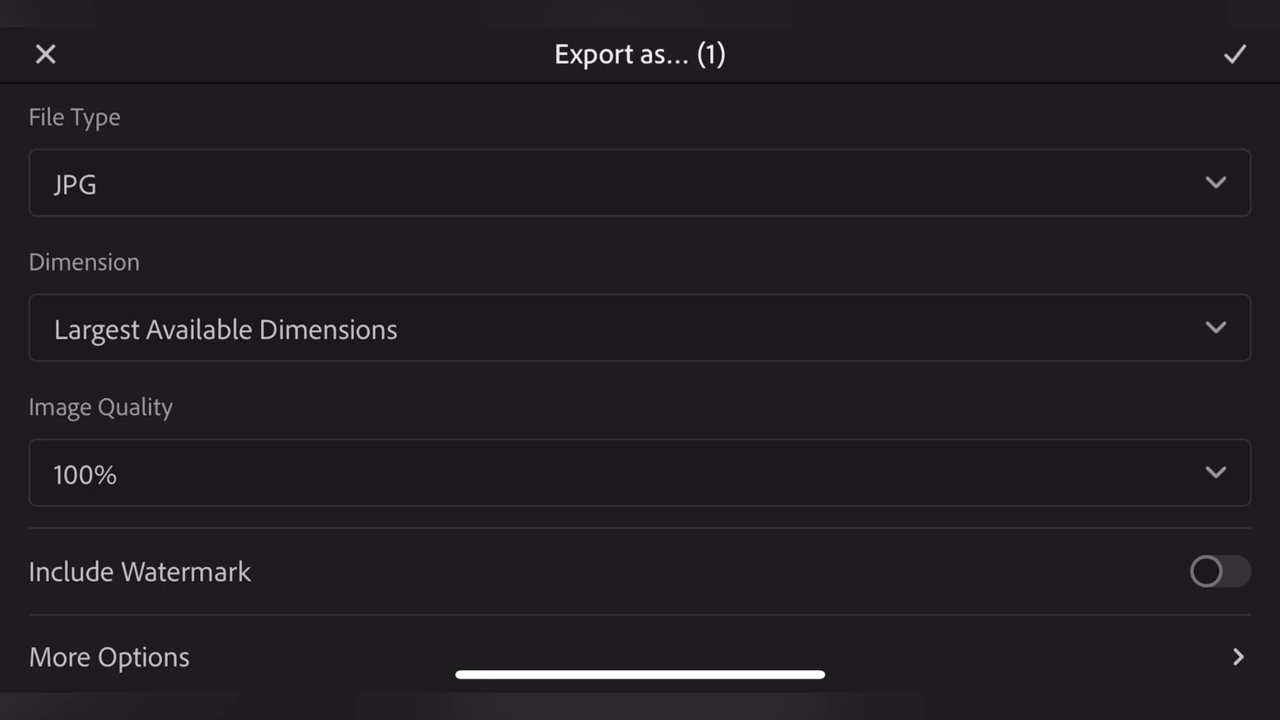 Export as... (1)
File Type
JPG
Dimension
Largest Available Dimensions
Image Quality
100%
Include Watermark
More Options